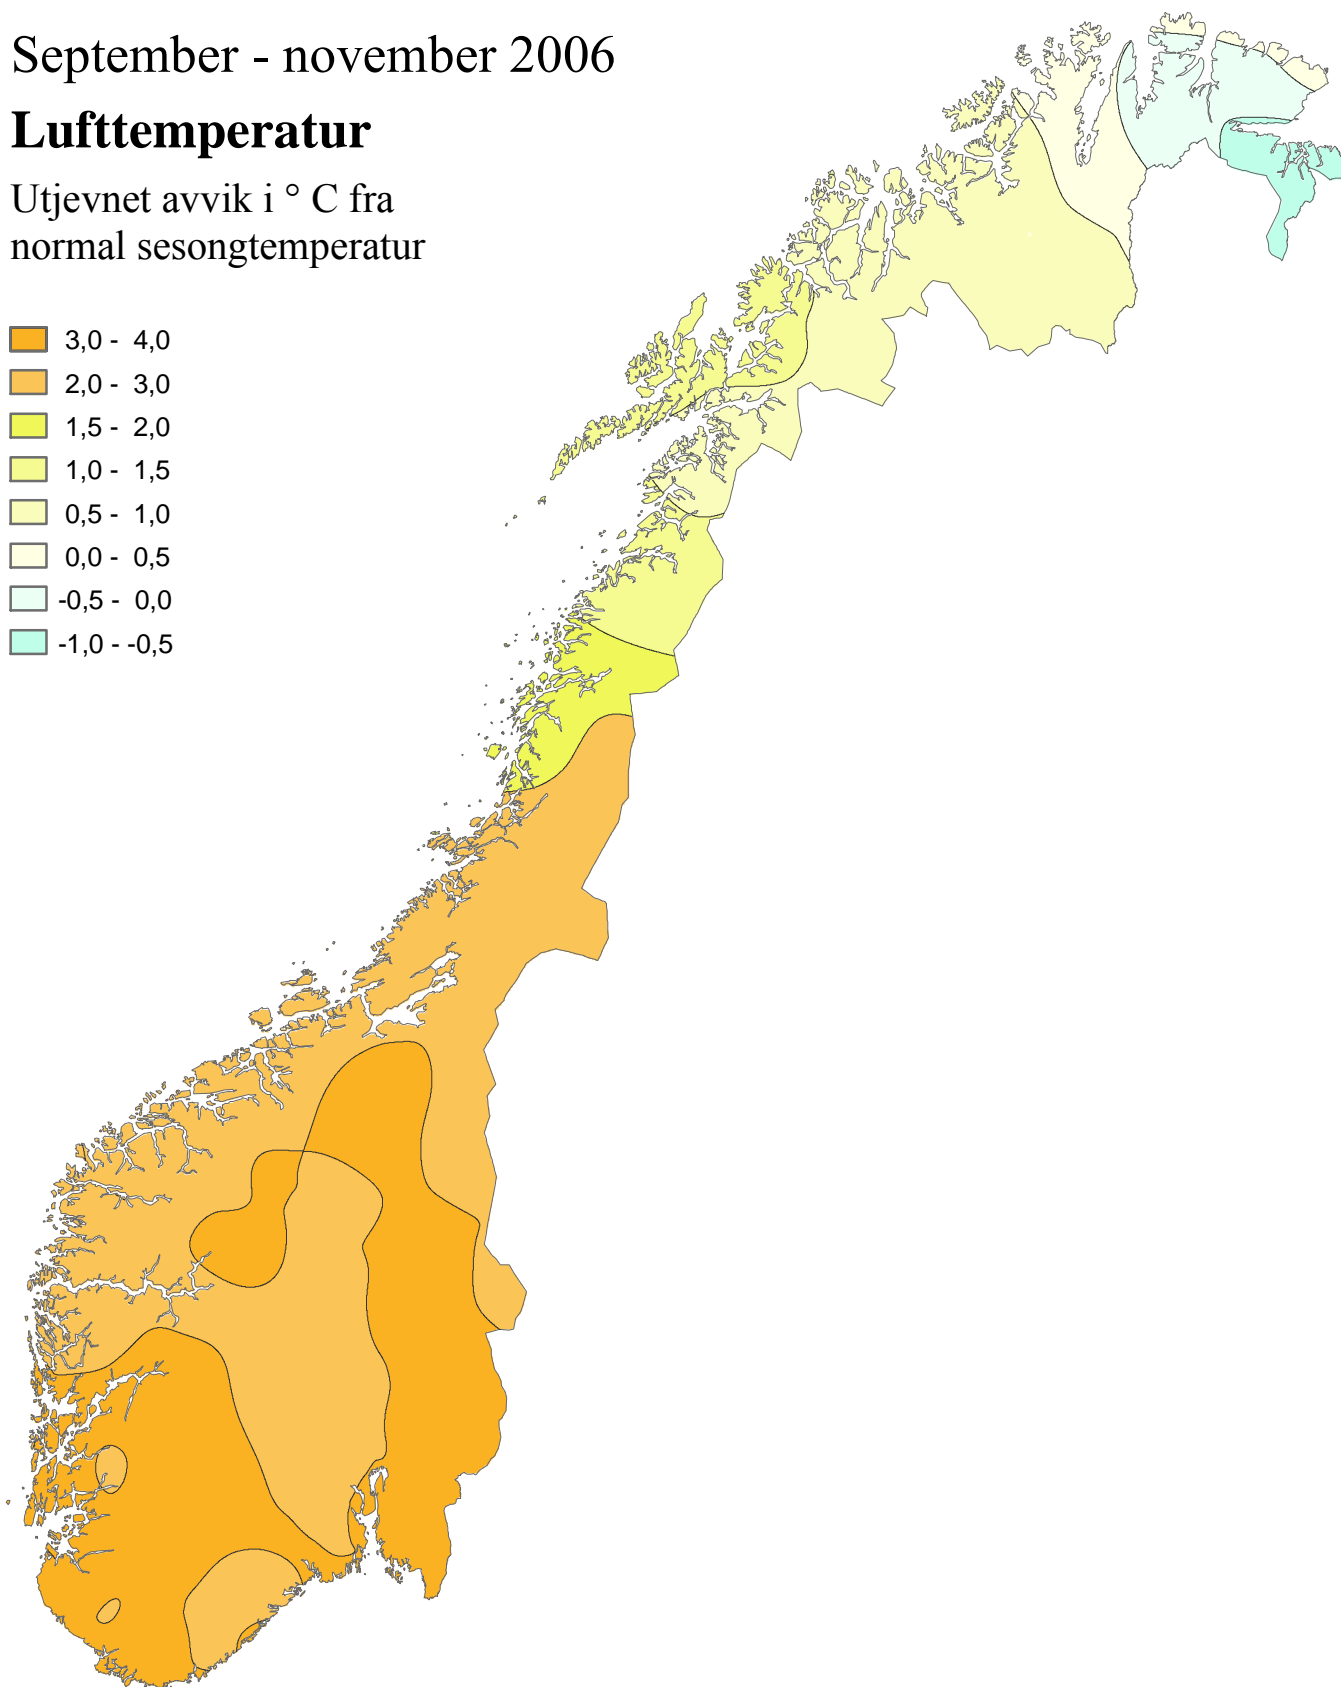 September - november 2006
Lufttemperatur
Utjevnet avvik i ° C fra
normal sesongtemperatur
3,0 - 4,0
2,0 - 3,0
1,5 - 2,0
1,0 - 1,5
0,5 - 1,0
0,0 - 0,5
-0,5 - 0,0
-1,0 - -0,5